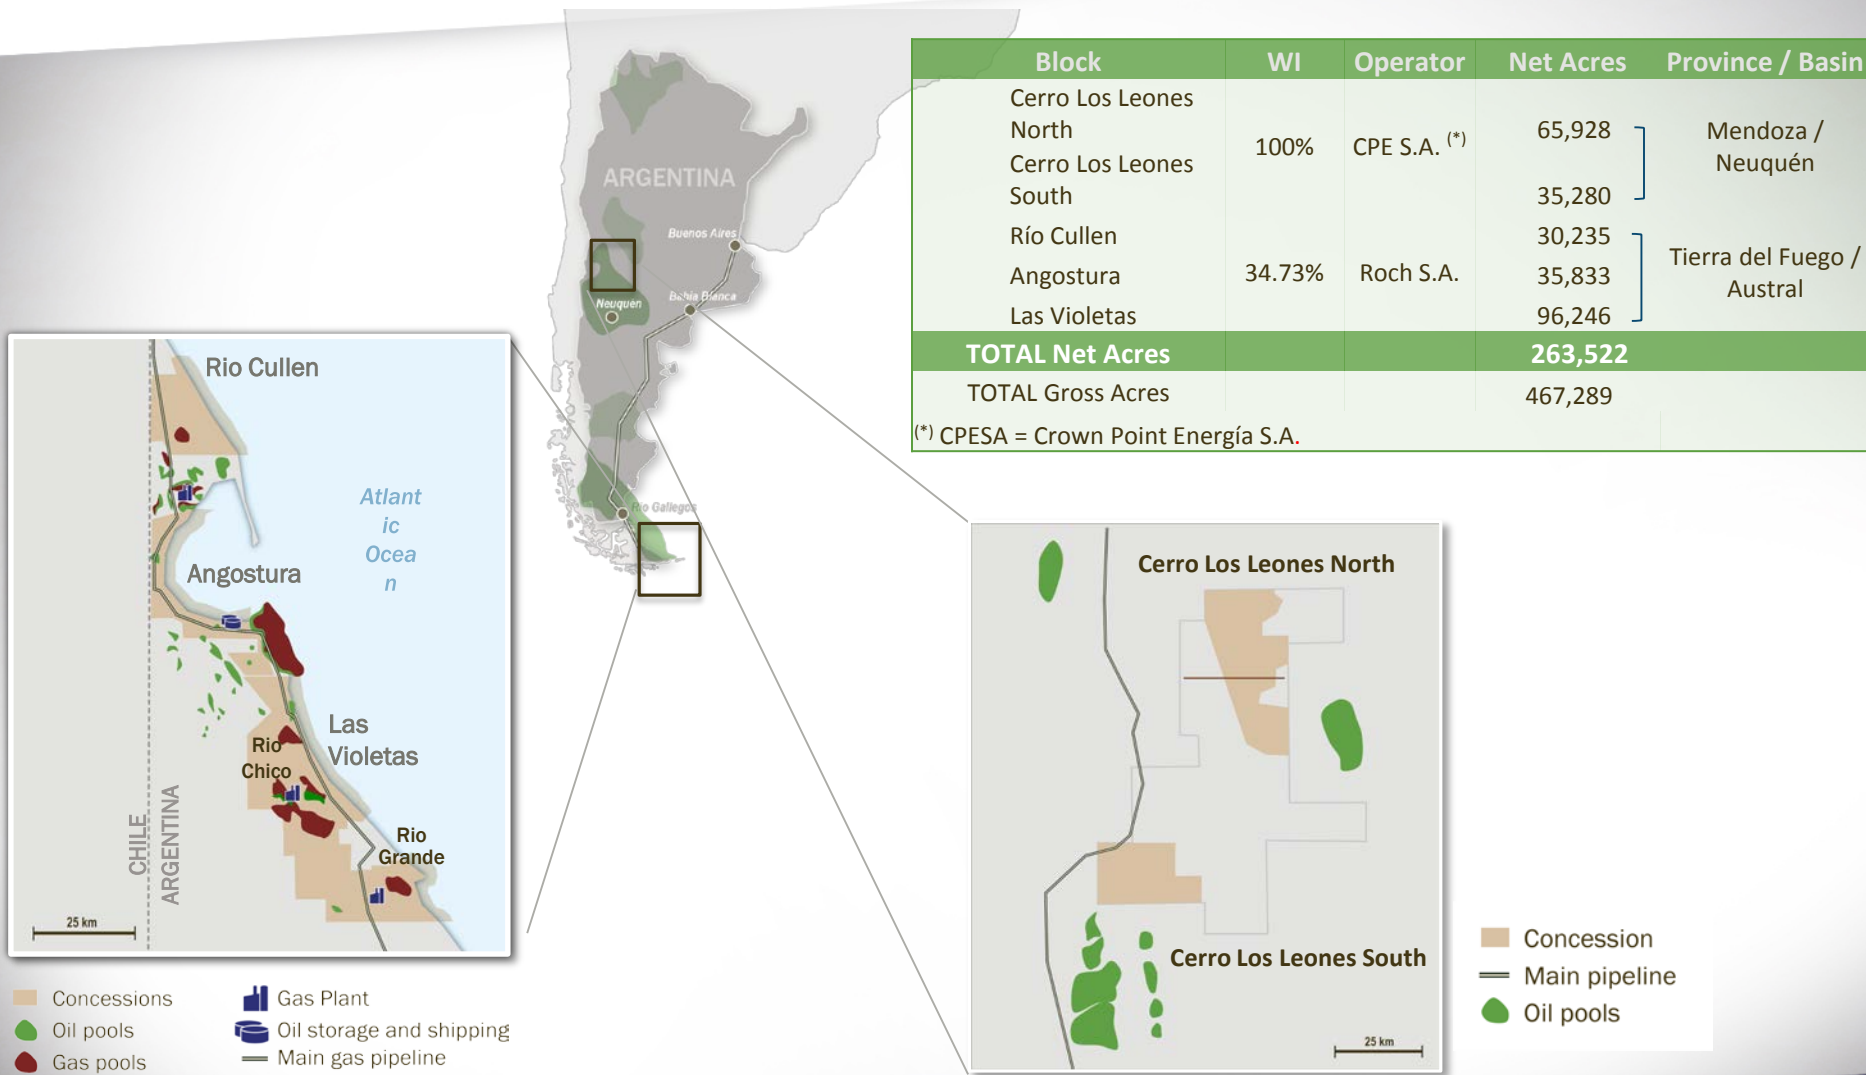 Block WI Operator Net Acres Province / Basin
Cerro Los Leones
North
65,928
Cerro Los Leones
South
35,280
100% CPE S.A. (*)
Mendoza /
Neuquén
Río Cullen 30,235
Angostura 34.73% Roch S.A. 35,833
Las Violetas 96,246
Tierra del Fuego /
Austral
TOTAL Net Acres 263,522
TOTAL Gross Acres 467,289
(*) CPESA = Crown Point Energía S.A.
ARGENTINA
Buenos Aires
Bahía Blanca
Neuquén
Río Gallegos
Rio Cullen
Atlant
ic
Ocea
n
Angostura
Las
Violetas
Rio
Chico
Rio
Grande
CHILE
ARGENTINA
25 km
Concessions
Oil pools
Gas pools
Gas Plant
Oil storage and shipping
Main gas pipeline
Cerro Los Leones North
Cerro Los Leones South
25 km
Concession
Main pipeline
Oil pools